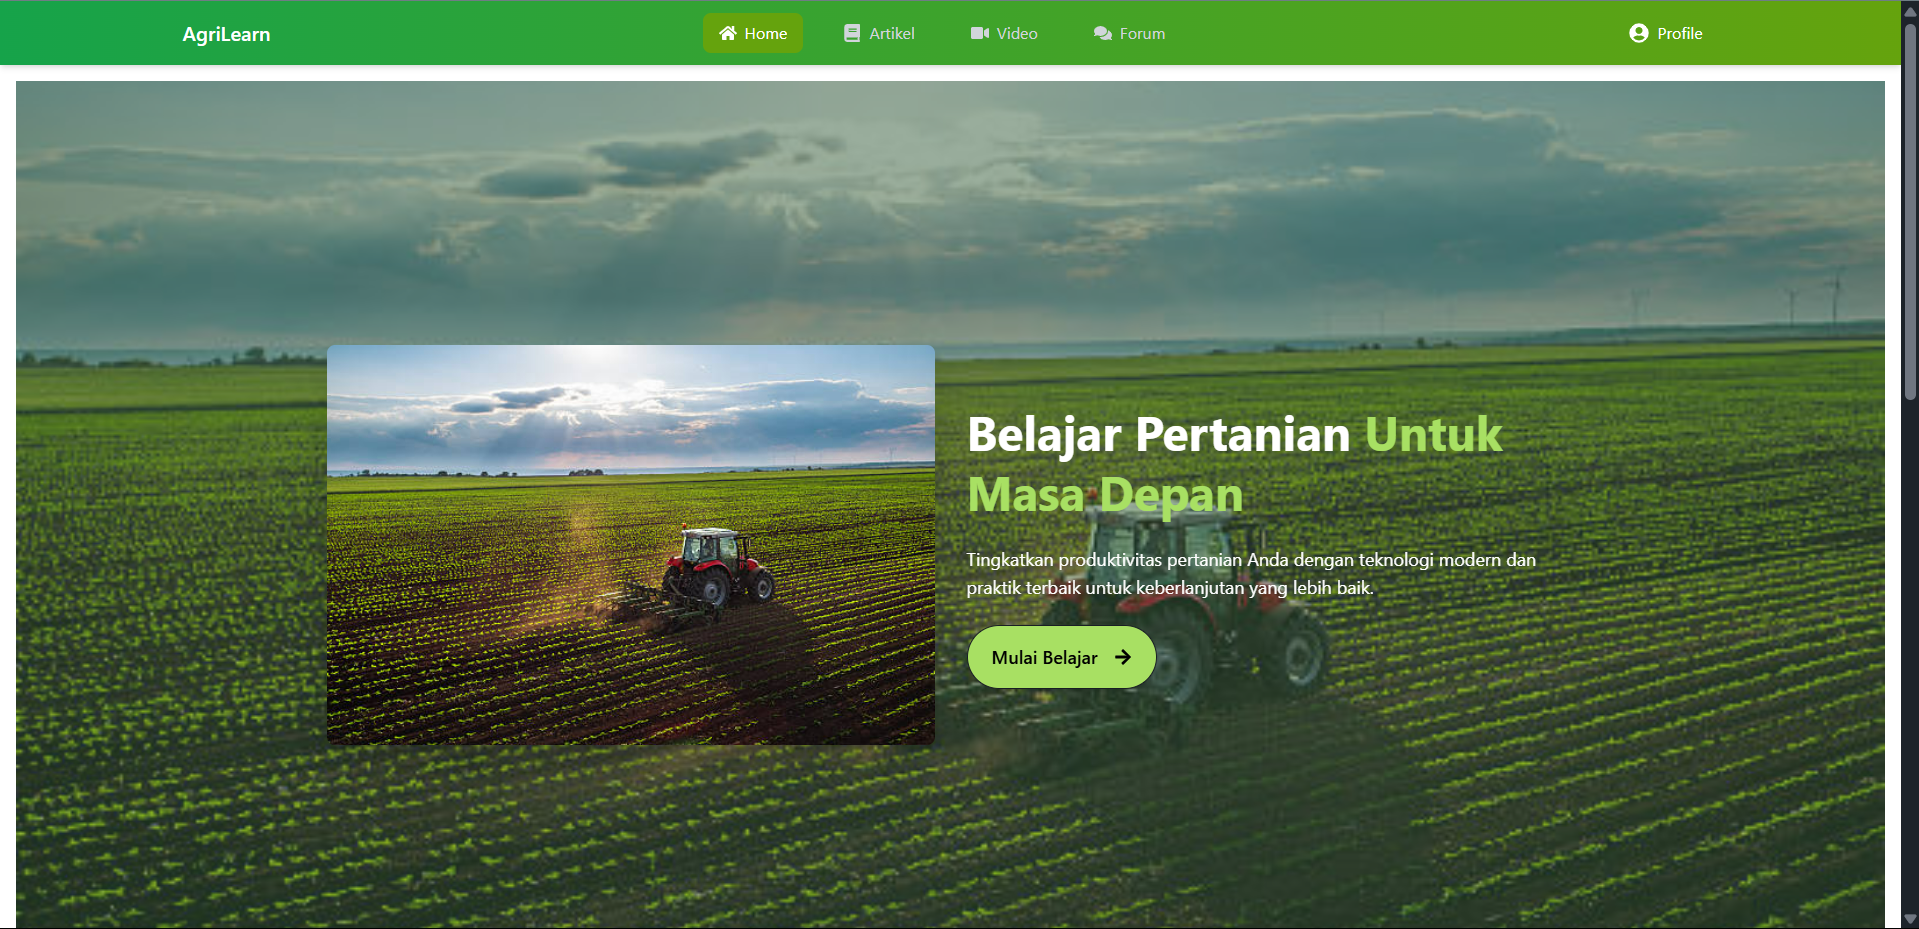 AgriLearn
Home
Artikel
Video
Forum
Profile
Belajar Pertanian Untuk
Masa Depan
Tingkatkan produktivitas pertanian Anda dengan teknologi modern dan
praktik terbaik untuk keberlanjutan yang lebih baik.
Mulai Belajar